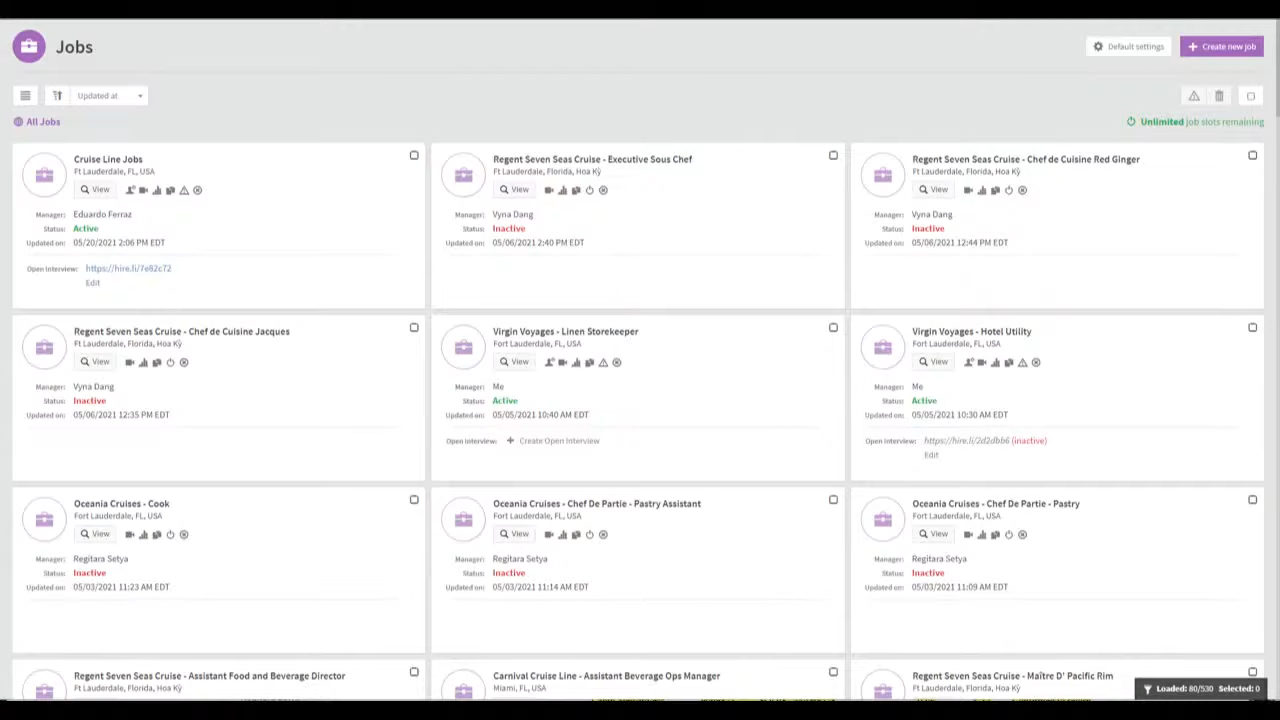 Jobs
Default settings
Create new job
Updated at
All Jobs
Unlimited job slots remaining
Cruise Line Jobs
Ft Lauderdale, FL, USA
View
Manager: Eduardo Ferraz
Status: Active
Updated on: 05/20/2021 2:06 PM EDT
Open Interview: https://hire.li/7e82c72
Edit
Regent Seven Seas Cruise - Executive Sous Chef
Ft Lauderdale, Florida, Hoa Kỳ
View
Manager: Vyna Dang
Status: Inactive
Updated on: 05/06/2021 2:40 PM EDT
Regent Seven Seas Cruise - Chef de Cuisine Red Ginger
Ft Lauderdale, Florida, Hoa Kỳ
View
Manager: Vyna Dang
Status: Inactive
Updated on: 05/06/2021 12:44 PM EDT
Regent Seven Seas Cruise - Chef de Cuisine Jacques
Ft Lauderdale, Florida, Hoa Kỳ
View
Manager: Vyna Dang
Status: Inactive
Updated on: 05/06/2021 12:35 PM EDT
Virgin Voyages - Linen Storekeeper
Fort Lauderdale, FL, USA
View
Manager: Me
Status: Active
Updated on: 05/05/2021 10:40 AM EDT
Open Interview: Create Open Interview
Virgin Voyages - Hotel Utility
Fort Lauderdale, FL, USA
View
Manager: Me
Status: Active
Updated on: 05/05/2021 10:30 AM EDT
Open Interview: https://hire.li/2d2dbb6 (inactive)
Edit
Oceania Cruises - Cook
Fort Lauderdale, FL, USA
View
Manager: Regitara Setya
Status: Inactive
Updated on: 05/03/2021 11:23 AM EDT
Oceania Cruises - Chef De Partie - Pastry Assistant
Fort Lauderdale, FL, USA
View
Manager: Regitara Setya
Status: Inactive
Updated on: 05/03/2021 11:14 AM EDT
Oceania Cruises - Chef De Partie - Pastry
Fort Lauderdale, FL, USA
View
Manager: Regitara Setya
Status: Inactive
Updated on: 05/03/2021 11:09 AM EDT
Regent Seven Seas Cruise - Assistant Food and Beverage Director
Ft Lauderdale, Florida, Hoa Kỳ
Carnival Cruise Line - Assistant Beverage Ops Manager
Miami, FL, USA
Regent Seven Seas Cruise - Maître D' Pacific Rim
Ft Lauderdale, Florida, Hoa Kỳ
Loaded: 80/530 Selected: 0